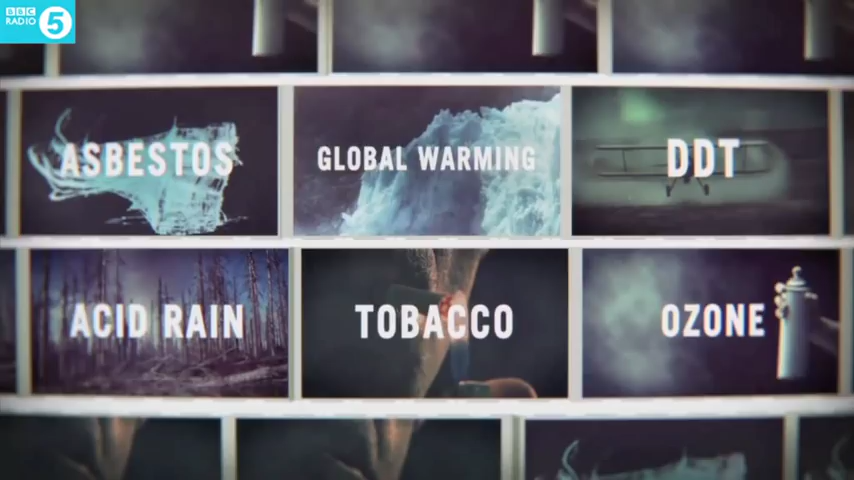 BBC
RADIO 5
ASBESTOS
GLOBAL WARMING
DDT
ACID RAIN
TOBACCO
OZONE